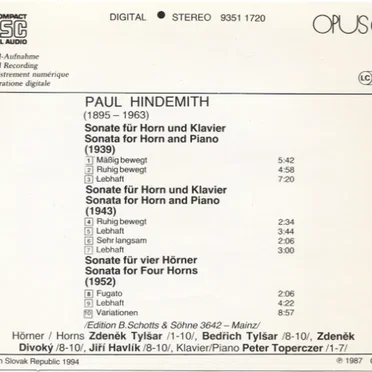 COMPACT
DISC
AUDIO
DIGITAL ● STEREO 9351 1720
OPUS
-Aufnahme
Recording
numérique
digitale
LC
PAUL HINDEMITH
(1895 – 1963)
Sonate für Horn und Klavier
Sonata for Horn and Piano
(1939)
1 Mäßig bewegt 5:42
2 Ruhig bewegt 4:58
3 Lebhaft 7:20
Sonate für Horn und Klavier
Sonata for Horn and Piano
(1943)
4 Ruhig bewegt 2:34
5 Lebhaft 3:44
6 Sehr langsam 2:06
7 Lebhaft 3:00
Sonate für vier Hörner
Sonata for Four Horns
(1952)
8 Fugato 2:06
9 Lebhaft 4:22
10 Variationen 8:57
/Edition B.Schotts & Söhne 3642 – Mainz/
Hörner / Horns Zdeněk Tylšar /1-10/, Bedřich Tylšar /8-10/, Zdeněk
Divoký /8-10/, Jiří Havlík /8-10/, Klavier/Piano Peter Toperczer /1-7/
Slovak Republic 1994
℗ 1987